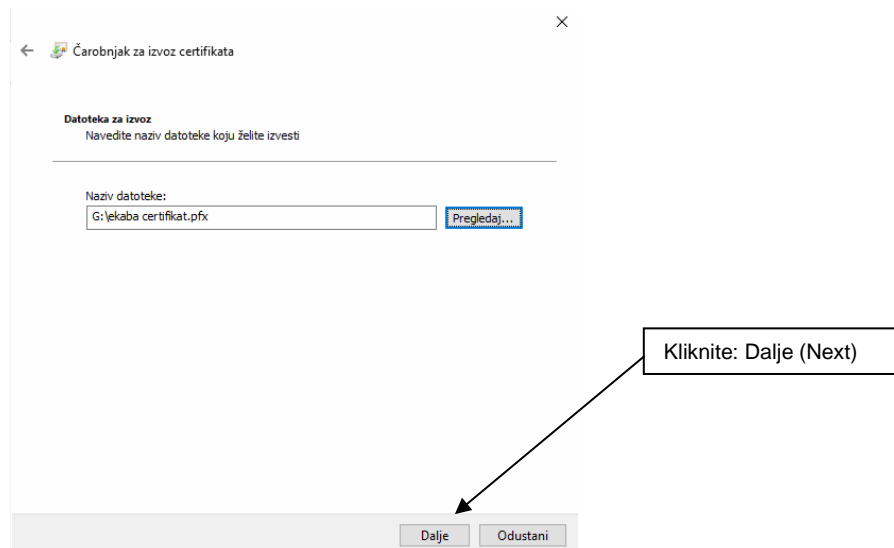 Čarobnjak za izvoz certifikata
Datoteka za izvoz
Navedite naziv datoteke koju želite izvesti
Naziv datoteke:
G:\ekaba certifikat.pfx
Pregledaj...
Kliknite: Dalje (Next)
Dalje
Odustani